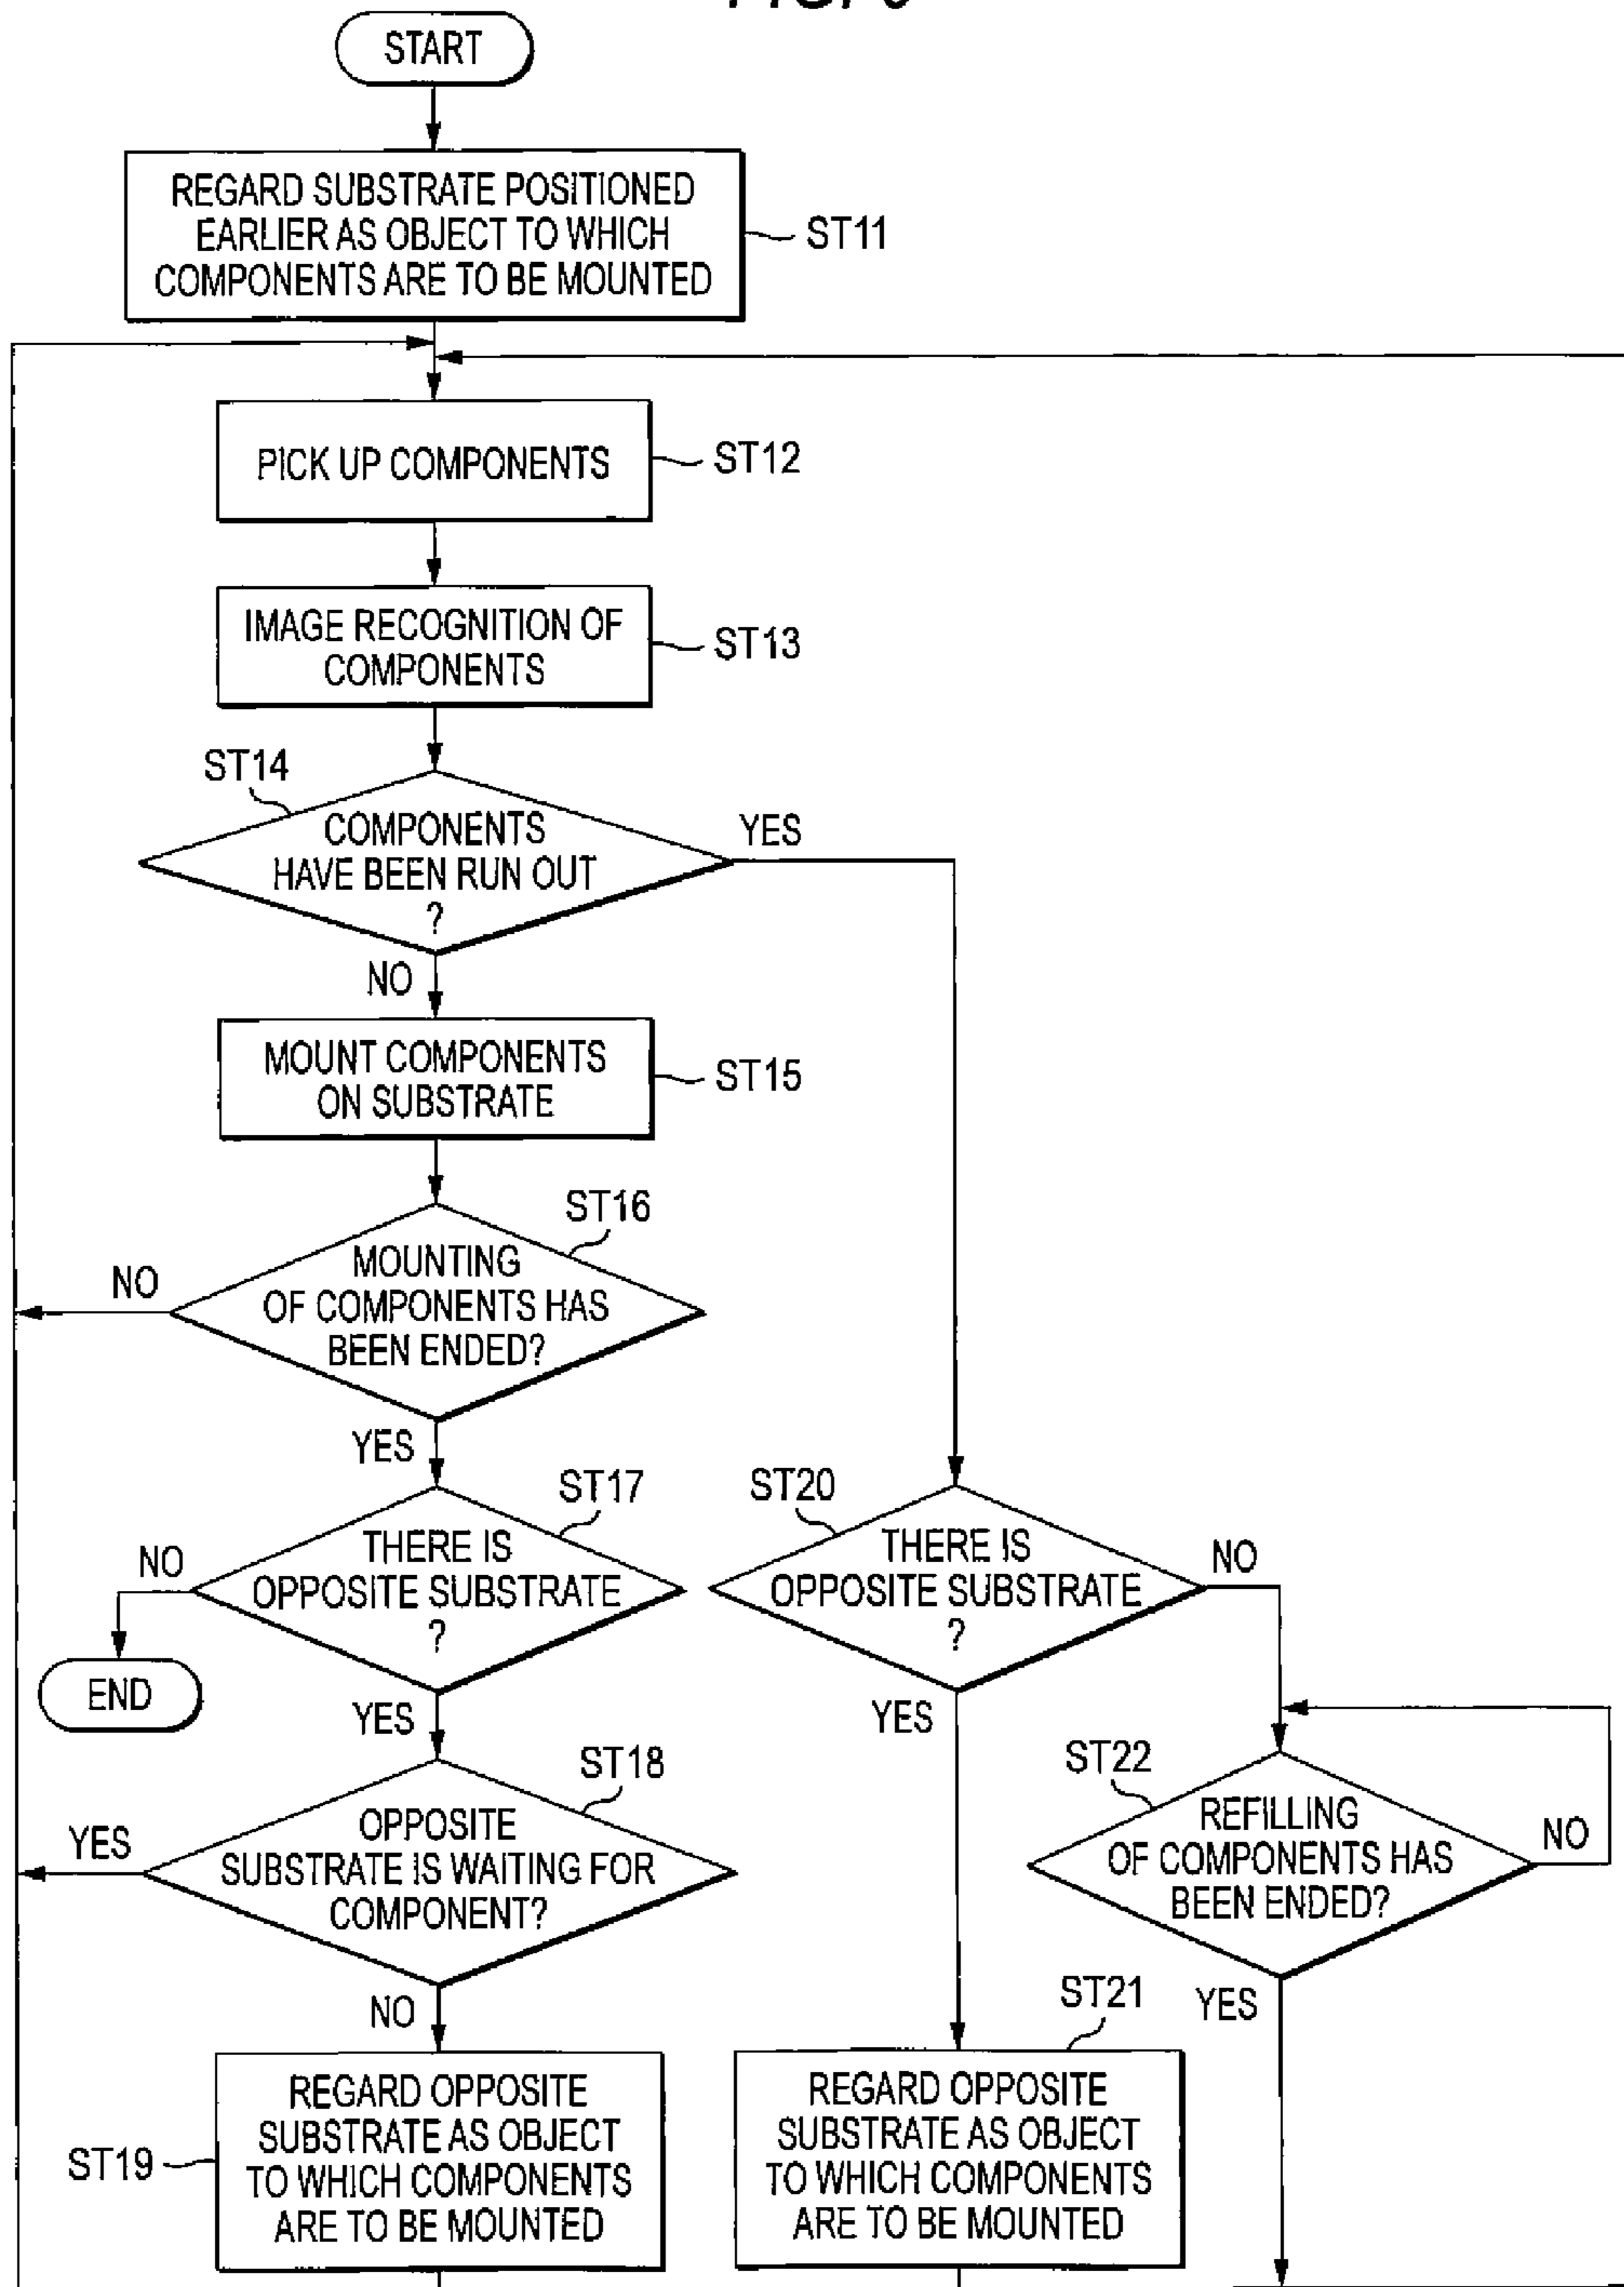 START
REGARD SUBSTRATE POSITIONED
EARLIER AS OBJECT TO WHICH
COMPONENTS ARE TO BE MOUNTED
ST11
PICK UP COMPONENTS
ST12
IMAGE RECOGNITION OF
COMPONENTS
ST13
ST14
COMPONENTS
HAVE BEEN RUN OUT
?
YES
NO
MOUNT COMPONENTS
ON SUBSTRATE
ST15
ST16
MOUNTING
OF COMPONENTS HAS
BEEN ENDED?
NO
YES
ST17
THERE IS
OPPOSITE SUBSTRATE
?
NO
END
YES
ST20
THERE IS
OPPOSITE SUBSTRATE
?
NO
YES
ST18
OPPOSITE
SUBSTRATE IS WAITING FOR
COMPONENT?
YES
NO
ST22
REFILLING
OF COMPONENTS HAS
BEEN ENDED?
NO
YES
ST19
REGARD OPPOSITE
SUBSTRATE AS OBJECT
TO WHICH COMPONENTS
ARE TO BE MOUNTED
ST21
REGARD OPPOSITE
SUBSTRATE AS OBJECT
TO WHICH COMPONENTS
ARE TO BE MOUNTED